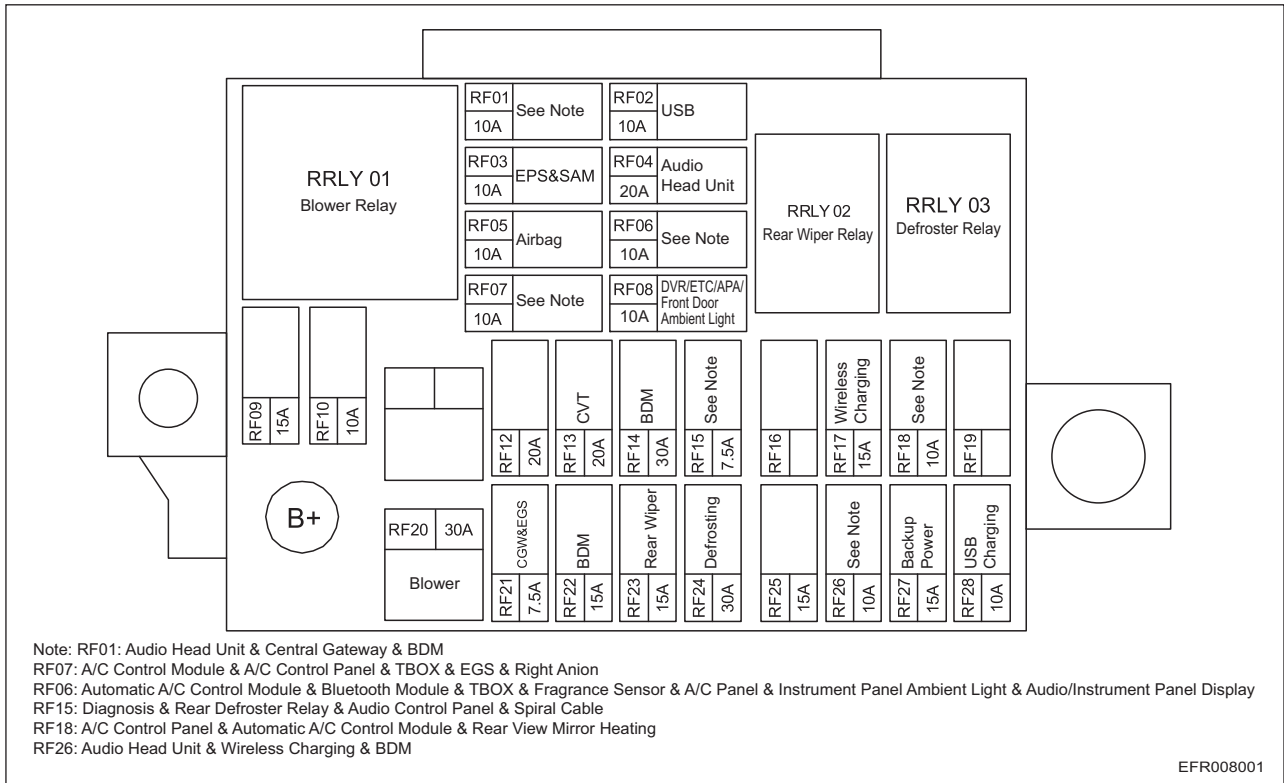 RRLY 01
Blower Relay
RF01
10A
See Note
RF02
10A
USB
RF03
10A
EPS&SAM
RF04
20A
Audio
Head Unit
RF05
10A
Airbag
RF06
10A
See Note
RF07
10A
See Note
RF08
10A
DVR/ETC/APA/
Front Door
Ambient Light
RRLY 02
Rear Wiper Relay
RRLY 03
Defroster Relay
RF09
15A
RF10
10A
RF12
20A
CVT
RF13
20A
BDM
RF14
30A
See Note
RF15
7.5A
RF16
Wireless
Charging
RF17
15A
See Note
RF18
10A
RF19
B+
RF20
30A
Blower
CGW&EGS
RF21
7.5A
BDM
RF22
15A
Rear Wiper
RF23
15A
Defrosting
RF24
30A
RF25
15A
See Note
RF26
10A
Backup
Power
RF27
15A
USB
Charging
RF28
10A
Note: RF01: Audio Head Unit & Central Gateway & BDM
RF07: A/C Control Module & A/C Control Panel & TBOX & EGS & Right Anion
RF06: Automatic A/C Control Module & Bluetooth Module & TBOX & Fragrance Sensor & A/C Panel & Instrument Panel Ambient Light & Audio/Instrument Panel Display
RF15: Diagnosis & Rear Defroster Relay & Audio Control Panel & Spiral Cable
RF18: A/C Control Panel & Automatic A/C Control Module & Rear View Mirror Heating
RF26: Audio Head Unit & Wireless Charging & BDM
EFR008001